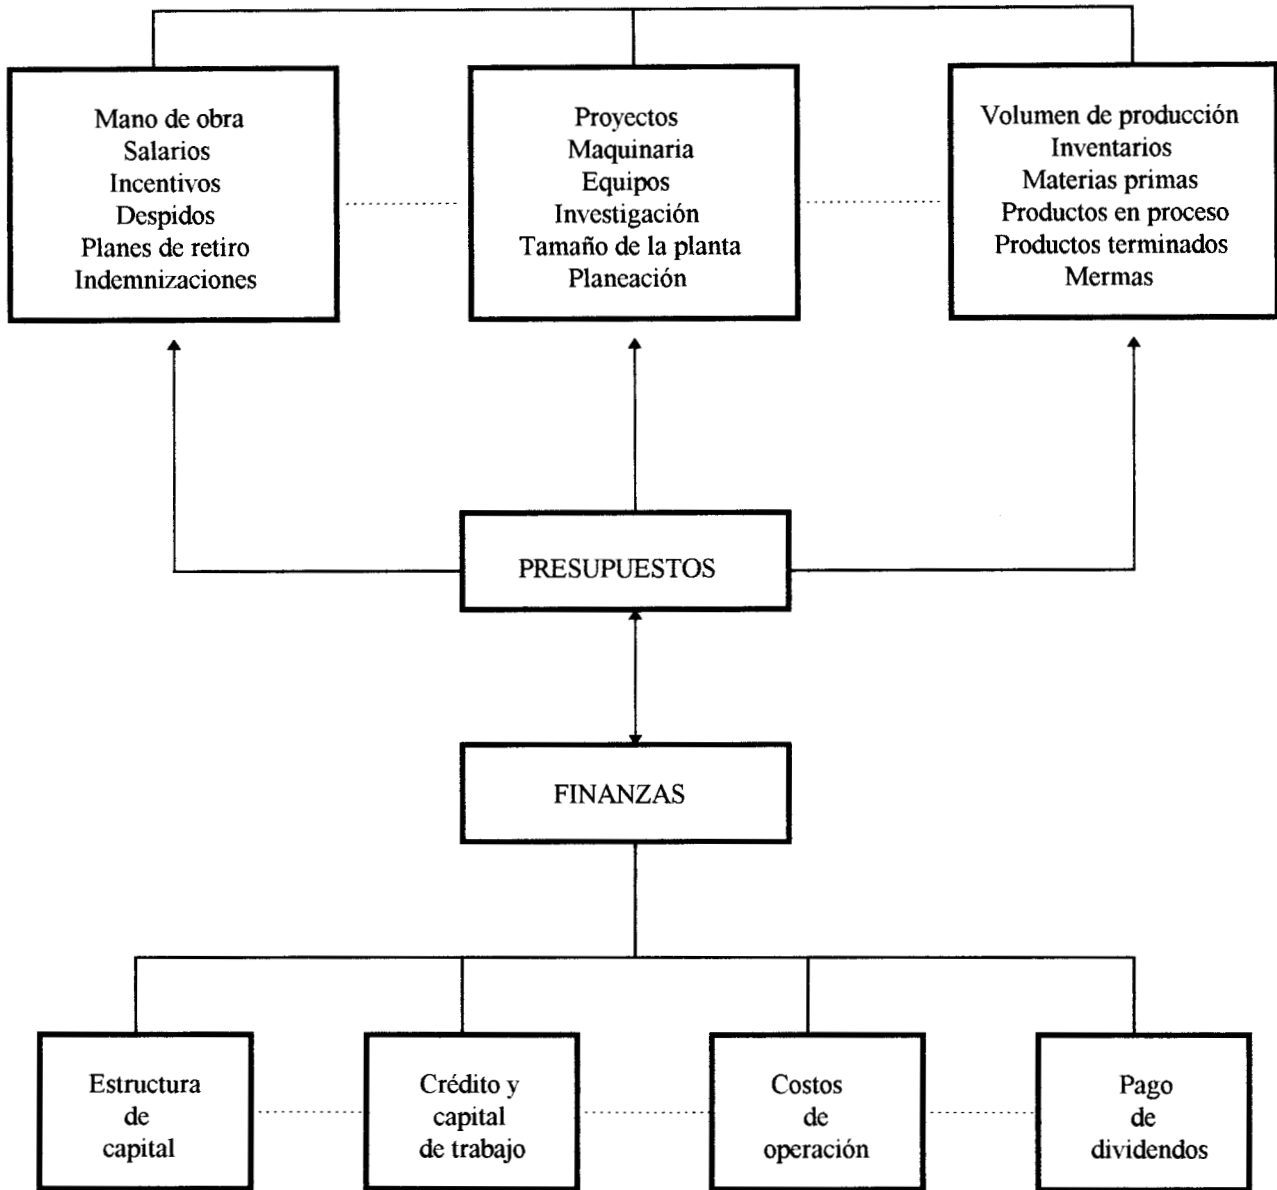 Mano de obra
Salarios
Incentivos
Despidos
Planes de retiro
Indemnizaciones
Proyectos
Maquinaria
Equipos
Investigación
Tamaño de la planta
Planeación
Volumen de producción
Inventarios
Materias primas
Productos en proceso
Productos terminados
Mermas
PRESUPUESTOS
FINANZAS
Estructura
de
capital
Crédito y
capital
de trabajo
Costos
de
operación
Pago
de
dividendos